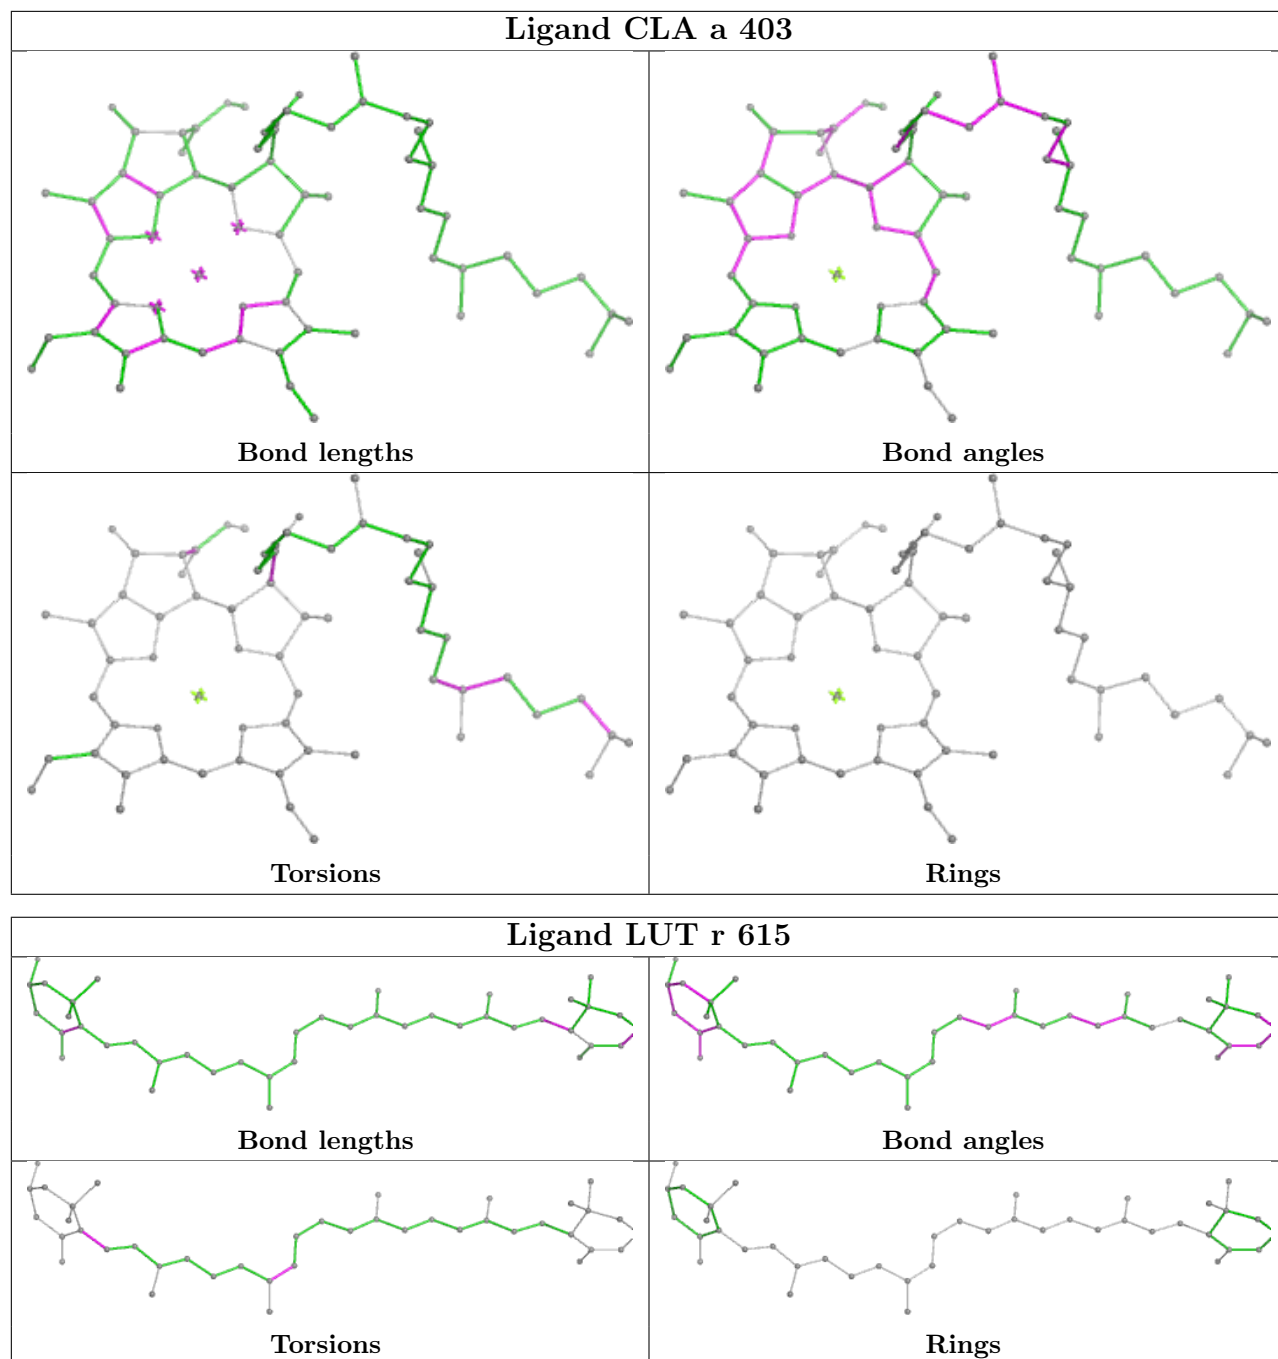 Ligand CLA a 403
Bond lengths
Bond angles
Torsions
Rings
Ligand LUT r 615
Bond lengths
Bond angles
Torsions
Rings